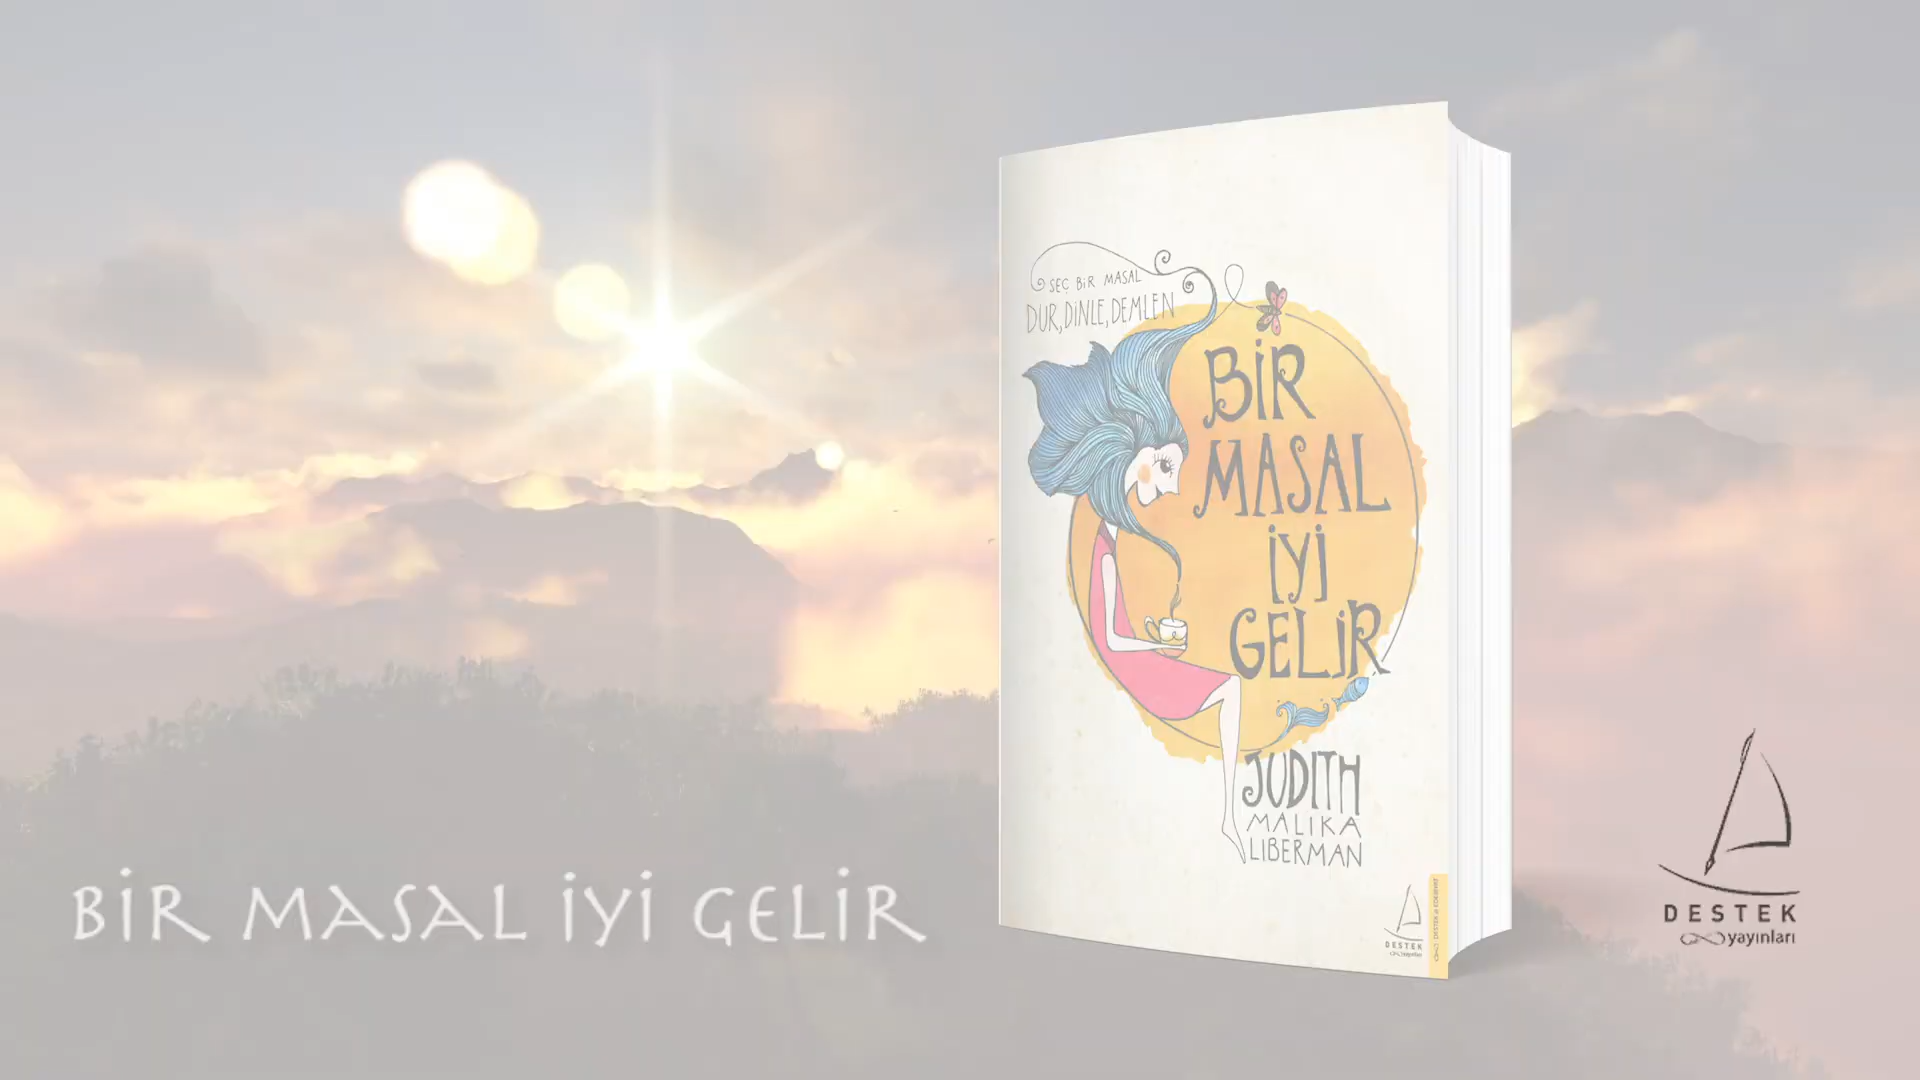 SEÇ BİR MASAL
DUR, DİNLE, DEMLEN
BİR
MASAL
İYİ
GELİR
JUDITH
MALIKA
LIBERMAN
DESTEK
yayınları
BİR MASAL İYİ GELİR
DESTEK
yayınları